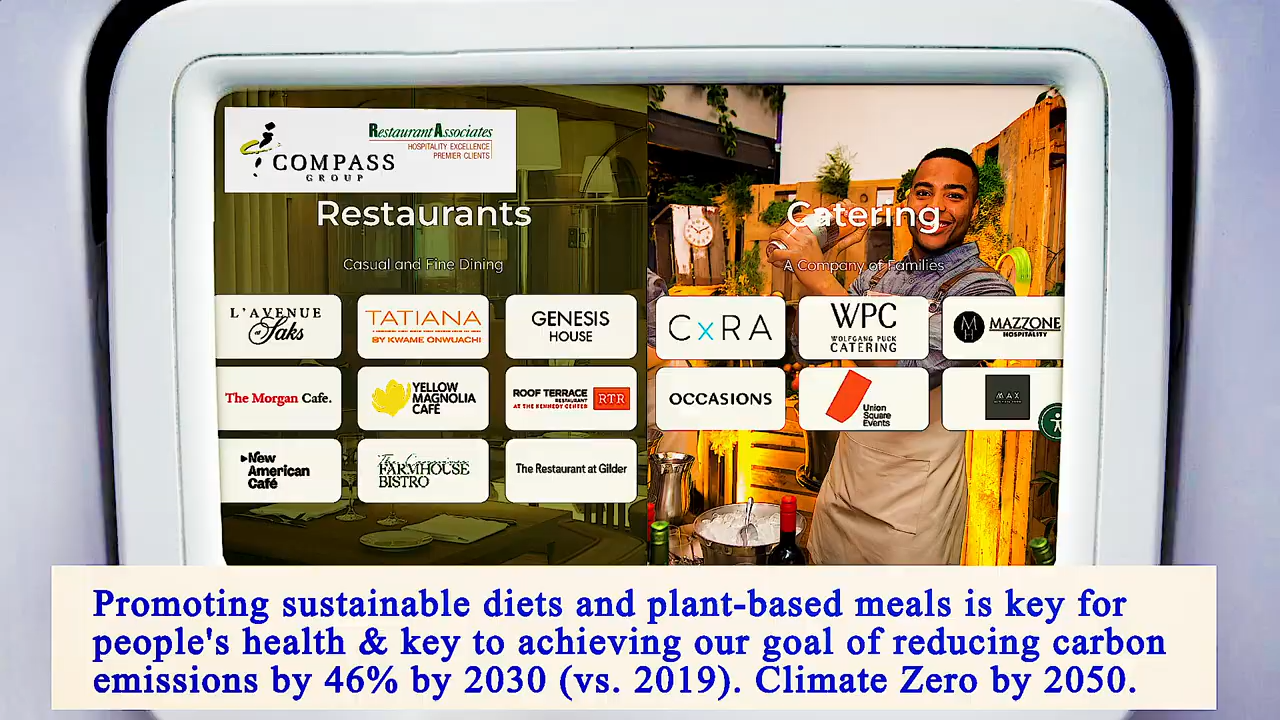 RESTAURANT ASSOCIATES
HOSPITALITY EXCELLENCE
PREMIER CLIENTS
COMPASS
GROUP
Restaurants
Casual and Fine Dining
L'AVENUE
at Saks
TATIANA
BY KWAME ONWUACHI
GENESIS
HOUSE
The Morgan Cafe.
YELLOW
MAGNOLIA
CAFÉ
ROOF TERRACE
RESTAURANT
AT THE KENNEDY CENTER
RTR
New
American
Café
FARMHOUSE
BISTRO
The Restaurant at Gilder
Catering
A Company of Families
CxRA
WPC
WOLFGANG PUCK
CATERING
MH
MAZZONE
HOSPITALITY
OCCASIONS
Union
Square
Events
MAX
Promoting sustainable diets and plant-based meals is key for
people's health & key to achieving our goal of reducing carbon
emissions by 46% by 2030 (vs. 2019). Climate Zero by 2050.